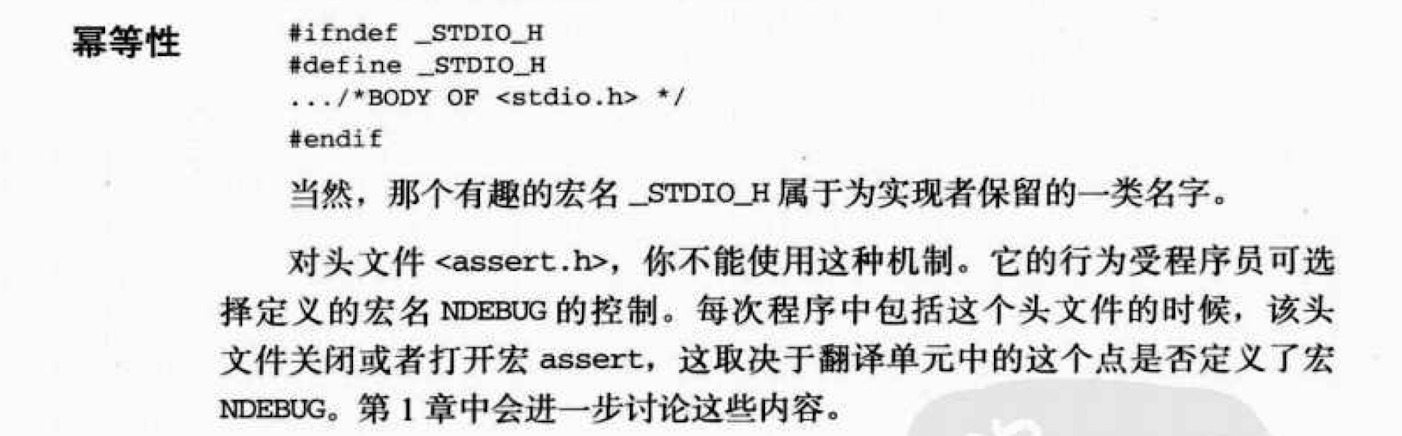 幂等性
#ifndef _STDIO_H
#define _STDIO_H
.../*BODY OF <stdio.h> */
#endif
当然，那个有趣的宏名 _STDIO_H 属于为实现者保留的一类名字。
对头文件 <assert.h>，你不能使用这种机制。它的行为受程序员可选
择定义的宏名 NDEBUG 的控制。每次程序中包括这个头文件的时候，该头
文件关闭或者打开宏 assert，这取决于翻译单元中的这个点是否定义了宏
NDEBUG。第 1 章中会进一步讨论这些内容。